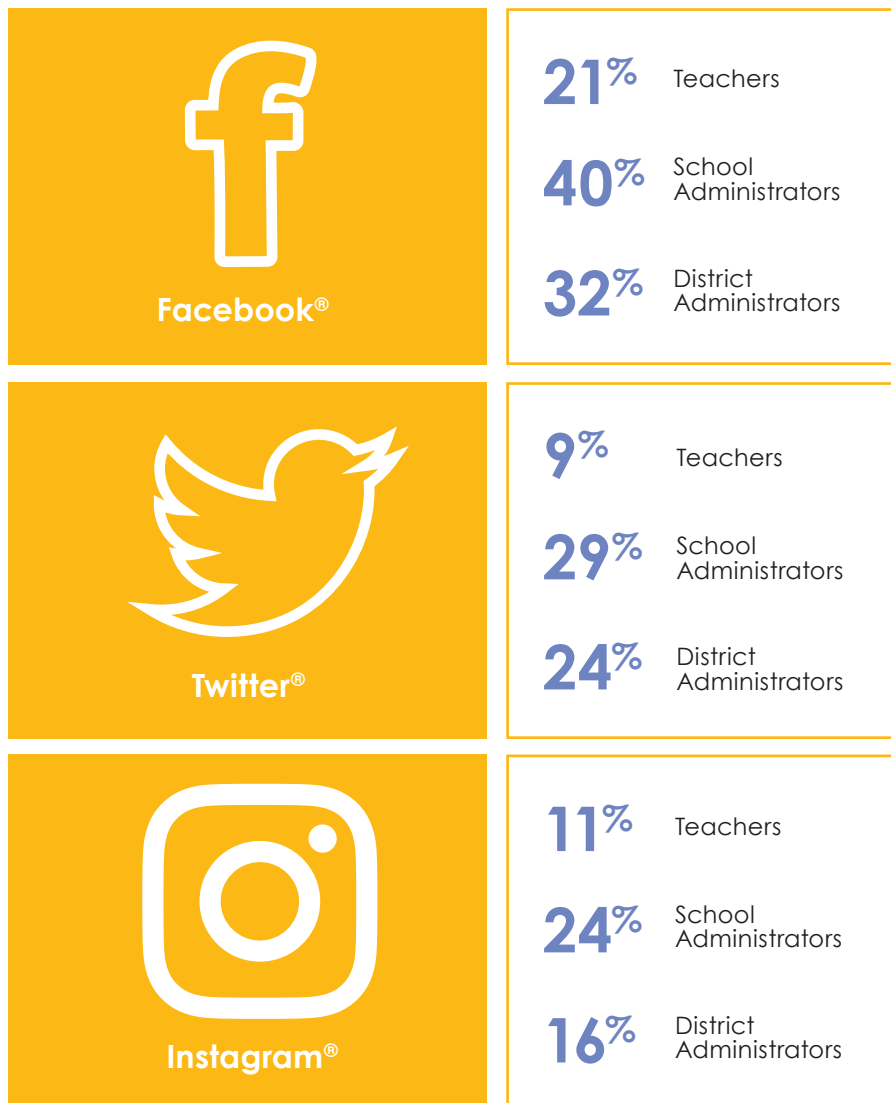 Facebook®
21% Teachers
40% School
Administrators
32% District
Administrators
Twitter®
9% Teachers
29% School
Administrators
24% District
Administrators
Instagram®
11% Teachers
24% School
Administrators
16% District
Administrators